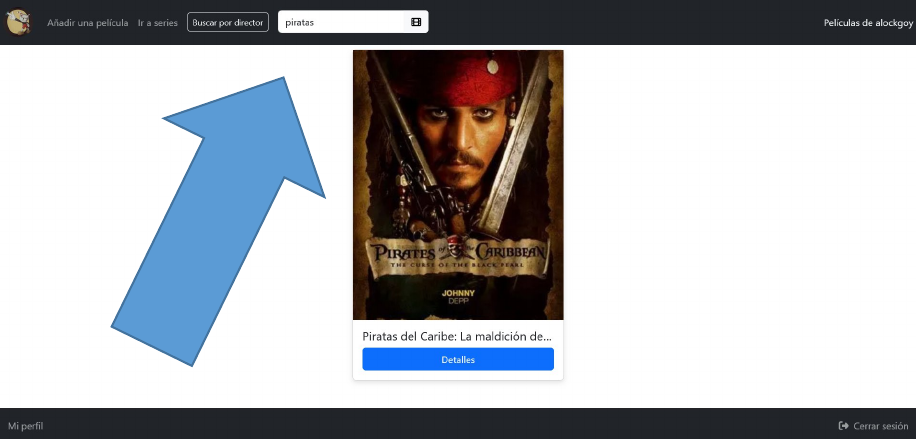 Añadir una película Ir a series Buscar por director piratas Películas de alockgoy
PIRATES of the CARIBBEAN
THE CURSE OF THE BLACK PEARL
JOHNNY
DEPP
Piratas del Caribe: La maldición de...
Detalles
Mi perfil Cerrar sesión